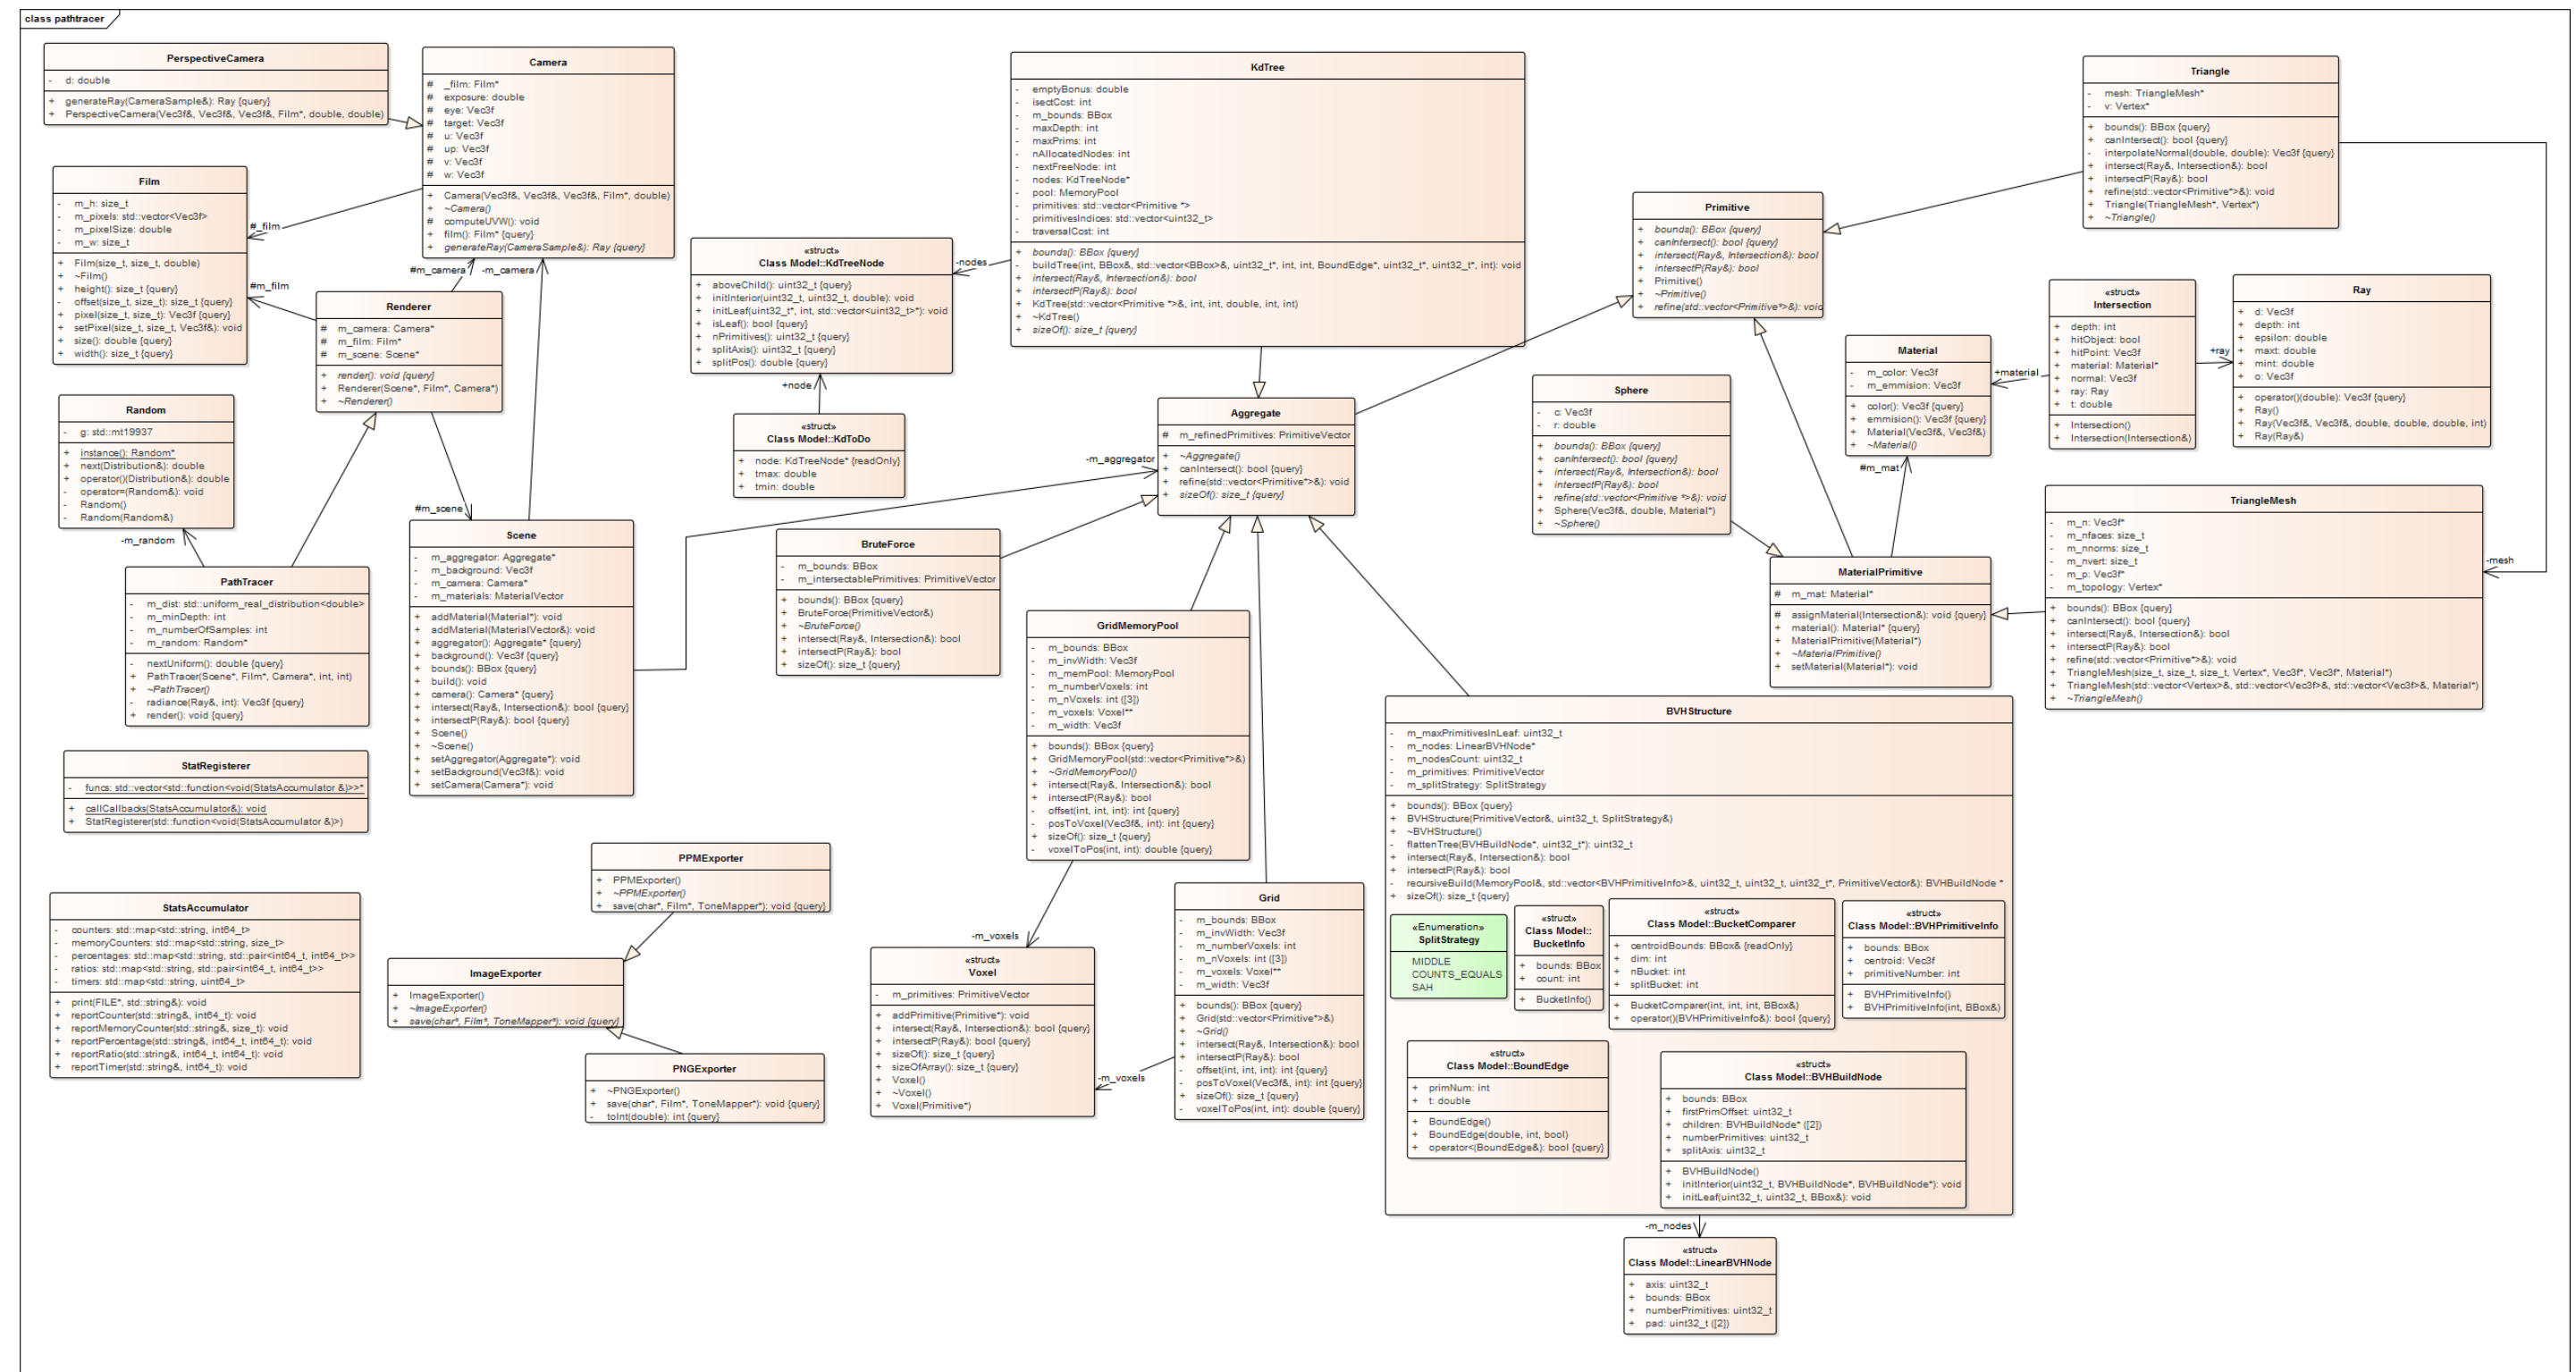 class pathtracer
PerspectiveCamera
- d: double
+ generateRay(CameraSample&): Ray {query}
+ PerspectiveCamera(Vec3f&, Vec3f&, Vec3f&, Film*, double, double)
Camera
# _film: Film*
# exposure: double
# eye: Vec3f
# target: Vec3f
# u: Vec3f
# up: Vec3f
# v: Vec3f
# w: Vec3f
+ Camera(Vec3f&, Vec3f&, Vec3f&, Film*, double)
+ ~Camera()
# computeUVW(): void
+ film(): Film* {query}
+ generateRay(CameraSample&): Ray {query}
Film
- m_h: size_t
- m_pixels: std::vector<Vec3f>
- m_pixelSize: double
- m_w: size_t
+ Film(size_t, size_t, double)
+ ~Film()
+ height(): size_t {query}
- offset(size_t, size_t): size_t {query}
+ pixel(size_t, size_t): Vec3f {query}
+ setPixel(size_t, size_t, Vec3f&): void
+ size(): double {query}
+ width(): size_t {query}
#_film
#m_camera
-m_camera
#m_film
Renderer
# m_camera: Camera*
# m_film: Film*
# m_scene: Scene*
+ render(): void {query}
+ Renderer(Scene*, Film*, Camera*)
+ ~Renderer()
Random
- g: std::mt19937
+ instance(): Random*
+ next(Distribution&): double
+ operator()(Distribution&): double
- operator=(Random&): void
- Random()
- Random(Random&)
-m_random
#m_scene
PathTracer
- m_dist: std::uniform_real_distribution<double>
- m_minDepth: int
- m_numberOfSamples: int
- m_random: Random*
- nextUniform(): double {query}
+ PathTracer(Scene*, Film*, Camera*, int, int)
+ ~PathTracer()
- radiance(Ray&, int): Vec3f {query}
+ render(): void {query}
Scene
- m_aggregator: Aggregate*
- m_background: Vec3f
- m_camera: Camera*
- m_materials: MaterialVector
+ addMaterial(Material*): void
+ addMaterial(MaterialVector&): void
+ aggregator(): Aggregate* {query}
+ background(): Vec3f {query}
+ bounds(): BBox {query}
+ build(): void
+ camera(): Camera* {query}
+ intersect(Ray&, Intersection&): bool {query}
+ intersectP(Ray&): bool {query}
+ Scene()
+ ~Scene()
+ setAggregator(Aggregate*): void
+ setBackground(Vec3f&): void
+ setCamera(Camera*): void
StatRegisterer
- funcs: std::vector<std::function<void(StatsAccumulator &)>>*
+ callCallbacks(StatsAccumulator&): void
+ StatRegisterer(std::function<void(StatsAccumulator &)>)
StatsAccumulator
- counters: std::map<std::string, int64_t>
- memoryCounters: std::map<std::string, size_t>
- percentages: std::map<std::string, std::pair<int64_t, int64_t>>
- ratios: std::map<std::string, std::pair<int64_t, int64_t>>
- timers: std::map<std::string, uint64_t>
+ print(FILE*, std::string&): void
+ reportCounter(std::string&, int64_t): void
+ reportMemoryCounter(std::string&, size_t): void
+ reportPercentage(std::string&, int64_t, int64_t): void
+ reportRatio(std::string&, int64_t, int64_t): void
+ reportTimer(std::string&, int64_t): void
PPMExporter
+ PPMExporter()
+ ~PPMExporter()
+ save(char*, Film*, ToneMapper*): void {query}
ImageExporter
+ ImageExporter()
+ ~ImageExporter()
+ save(char*, Film*, ToneMapper*): void {query}
PNGExporter
+ ~PNGExporter()
+ save(char*, Film*, ToneMapper*): void {query}
- toInt(double): int {query}
KdTree
- emptyBonus: double
- isectCost: int
- m_bounds: BBox
- maxDepth: int
- maxPrims: int
- nAllocatedNodes: int
- nextFreeNode: int
- nodes: KdTreeNode*
- pool: MemoryPool
- primitives: std::vector<Primitive *>
- primitivesIndices: std::vector<uint32_t>
- traversalCost: int
+ bounds(): BBox {query}
- buildTree(int, BBox&, std::vector<BBox>&, uint32_t*, int, int, BoundEdge*, uint32_t*, uint32_t*, int): void
+ intersect(Ray&, Intersection&): bool
+ intersectP(Ray&): bool
+ KdTree(std::vector<Primitive *>&, int, int, double, int, int)
+ ~KdTree()
+ sizeOf(): size_t {query}
-nodes
«struct»
Class Model::KdTreeNode
+ aboveChild(): uint32_t {query}
+ initInterior(uint32_t, uint32_t, double): void
+ initLeaf(uint32_t*, int, std::vector<uint32_t>*): void
+ isLeaf(): bool {query}
+ nPrimitives(): uint32_t {query}
+ splitAxis(): uint32_t {query}
+ splitPos(): double {query}
+node
«struct»
Class Model::KdToDo
+ node: KdTreeNode* {readOnly}
+ tmax: double
+ tmin: double
Aggregate
# m_refinedPrimitives: PrimitiveVector
+ ~Aggregate()
+ canIntersect(): bool {query}
+ refine(std::vector<Primitive*>&): void
+ sizeOf(): size_t {query}
-m_aggregator
BruteForce
- m_bounds: BBox
- m_intersectablePrimitives: PrimitiveVector
+ bounds(): BBox {query}
+ BruteForce(PrimitiveVector&)
+ ~BruteForce()
+ intersect(Ray&, Intersection&): bool
+ intersectP(Ray&): bool
+ sizeOf(): size_t {query}
GridMemoryPool
- m_bounds: BBox
- m_invWidth: Vec3f
- m_memPool: MemoryPool
- m_numberVoxels: int
- m_nVoxels: int ([3])
- m_voxels: Voxel**
- m_width: Vec3f
+ bounds(): BBox {query}
+ GridMemoryPool(std::vector<Primitive*>&)
+ ~GridMemoryPool()
+ intersect(Ray&, Intersection&): bool
+ intersectP(Ray&): bool
- offset(int, int, int): int {query}
- posToVoxel(Vec3f&, int): int {query}
+ sizeOf(): size_t {query}
- voxelToPos(int, int): double {query}
-m_voxels
«struct»
Voxel
- m_primitives: PrimitiveVector
+ addPrimitive(Primitive*): void
+ intersect(Ray&, Intersection&): bool {query}
+ intersectP(Ray&): bool {query}
+ sizeOf(): size_t {query}
+ sizeOfArray(): size_t {query}
+ Voxel()
+ ~Voxel()
+ Voxel(Primitive*)
-m_voxels
Grid
- m_bounds: BBox
- m_invWidth: Vec3f
- m_numberVoxels: int
- m_nVoxels: int ([3])
- m_voxels: Voxel**
- m_width: Vec3f
+ bounds(): BBox {query}
+ Grid(std::vector<Primitive*>&)
+ ~Grid()
+ intersect(Ray&, Intersection&): bool
+ intersectP(Ray&): bool
- offset(int, int, int): int {query}
- posToVoxel(Vec3f&, int): int {query}
+ sizeOf(): size_t {query}
- voxelToPos(int, int): double {query}
Triangle
- mesh: TriangleMesh*
- v: Vertex*
+ bounds(): BBox {query}
+ canIntersect(): bool {query}
- interpolateNormal(double, double): Vec3f {query}
+ intersect(Ray&, Intersection&): bool
+ intersectP(Ray&): bool
+ refine(std::vector<Primitive*>&): void
+ Triangle(TriangleMesh*, Vertex*)
+ ~Triangle()
Primitive
+ bounds(): BBox {query}
+ canIntersect(): bool {query}
+ intersect(Ray&, Intersection&): bool
+ intersectP(Ray&): bool
+ Primitive()
+ ~Primitive()
+ refine(std::vector<Primitive*>&): void
«struct»
Intersection
+ depth: int
+ hitObject: bool
+ hitPoint: Vec3f
+ material: Material*
+ normal: Vec3f
+ ray: Ray
+ t: double
+ Intersection()
+ Intersection(Intersection&)
+ray
+material
Ray
+ d: Vec3f
+ depth: int
+ epsilon: double
+ maxt: double
+ mint: double
+ o: Vec3f
+ operator()(double): Vec3f {query}
+ Ray()
+ Ray(Vec3f&, Vec3f&, double, double, double, int)
+ Ray(Ray&)
Material
- m_color: Vec3f
- m_emmision: Vec3f
+ color(): Vec3f {query}
+ emmision(): Vec3f {query}
+ Material(Vec3f&, Vec3f&)
+ ~Material()
#m_mat
Sphere
- c: Vec3f
- r: double
+ bounds(): BBox {query}
+ canIntersect(): bool {query}
+ intersect(Ray&, Intersection&): bool
+ intersectP(Ray&): bool
+ refine(std::vector<Primitive *>&): void
+ Sphere(Vec3f&, double, Material*)
+ ~Sphere()
MaterialPrimitive
# m_mat: Material*
# assignMaterial(Intersection&): void {query}
+ material(): Material* {query}
+ MaterialPrimitive(Material*)
+ ~MaterialPrimitive()
+ setMaterial(Material*): void
TriangleMesh
- m_n: Vec3f*
- m_nfaces: size_t
- m_nnorms: size_t
- m_nvert: size_t
- m_p: Vec3f*
- m_topology: Vertex*
+ bounds(): BBox {query}
+ canIntersect(): bool {query}
+ intersect(Ray&, Intersection&): bool
+ intersectP(Ray&): bool
+ refine(std::vector<Primitive*>&): void
+ TriangleMesh(size_t, size_t, size_t, Vertex*, Vec3f*, Vec3f*, Material*)
+ TriangleMesh(std::vector<Vertex>&, std::vector<Vec3f>&, std::vector<Vec3f>&, Material*)
+ ~TriangleMesh()
-mesh
BVHStructure
- m_maxPrimitivesInLeaf: uint32_t
- m_nodes: LinearBVHNode*
- m_nodesCount: uint32_t
- m_primitives: PrimitiveVector
- m_splitStrategy: SplitStrategy
+ bounds(): BBox {query}
+ BVHStructure(PrimitiveVector&, uint32_t, SplitStrategy&)
+ ~BVHStructure()
- flattenTree(BVHBuildNode*, uint32_t*): uint32_t
+ intersect(Ray&, Intersection&): bool
+ intersectP(Ray&): bool
- recursiveBuild(MemoryPool&, std::vector<BVHPrimitiveInfo>&, uint32_t, uint32_t, uint32_t*, PrimitiveVector&): BVHBuildNode *
+ sizeOf(): size_t {query}
«Enumeration»
SplitStrategy
MIDDLE
COUNTS_EQUALS
SAH
«struct»
Class Model::
BucketInfo
+ bounds: BBox
+ count: int
+ BucketInfo()
«struct»
Class Model::BucketComparer
+ centroidBounds: BBox& {readOnly}
+ dim: int
+ nBucket: int
+ splitBucket: int
+ BucketComparer(int, int, int, BBox&)
+ operator()(BVHPrimitiveInfo&): bool {query}
«struct»
Class Model::BVHPrimitiveInfo
+ bounds: BBox
+ centroid: Vec3f
+ primitiveNumber: int
+ BVHPrimitiveInfo()
+ BVHPrimitiveInfo(int, BBox&)
«struct»
Class Model::BoundEdge
+ primNum: int
+ t: double
+ BoundEdge()
+ BoundEdge(double, int, bool)
+ operator<(BoundEdge&): bool {query}
«struct»
Class Model::BVHBuildNode
+ bounds: BBox
+ firstPrimOffset: uint32_t
+ children: BVHBuildNode* ([2])
+ numberPrimitives: uint32_t
+ splitAxis: uint32_t
+ BVHBuildNode()
+ initInterior(uint32_t, BVHBuildNode*, BVHBuildNode*): void
+ initLeaf(uint32_t, uint32_t, BBox&): void
-m_nodes
«struct»
Class Model::LinearBVHNode
+ axis: uint32_t
+ bounds: BBox
+ numberPrimitives: uint32_t
+ pad: uint32_t ([2])